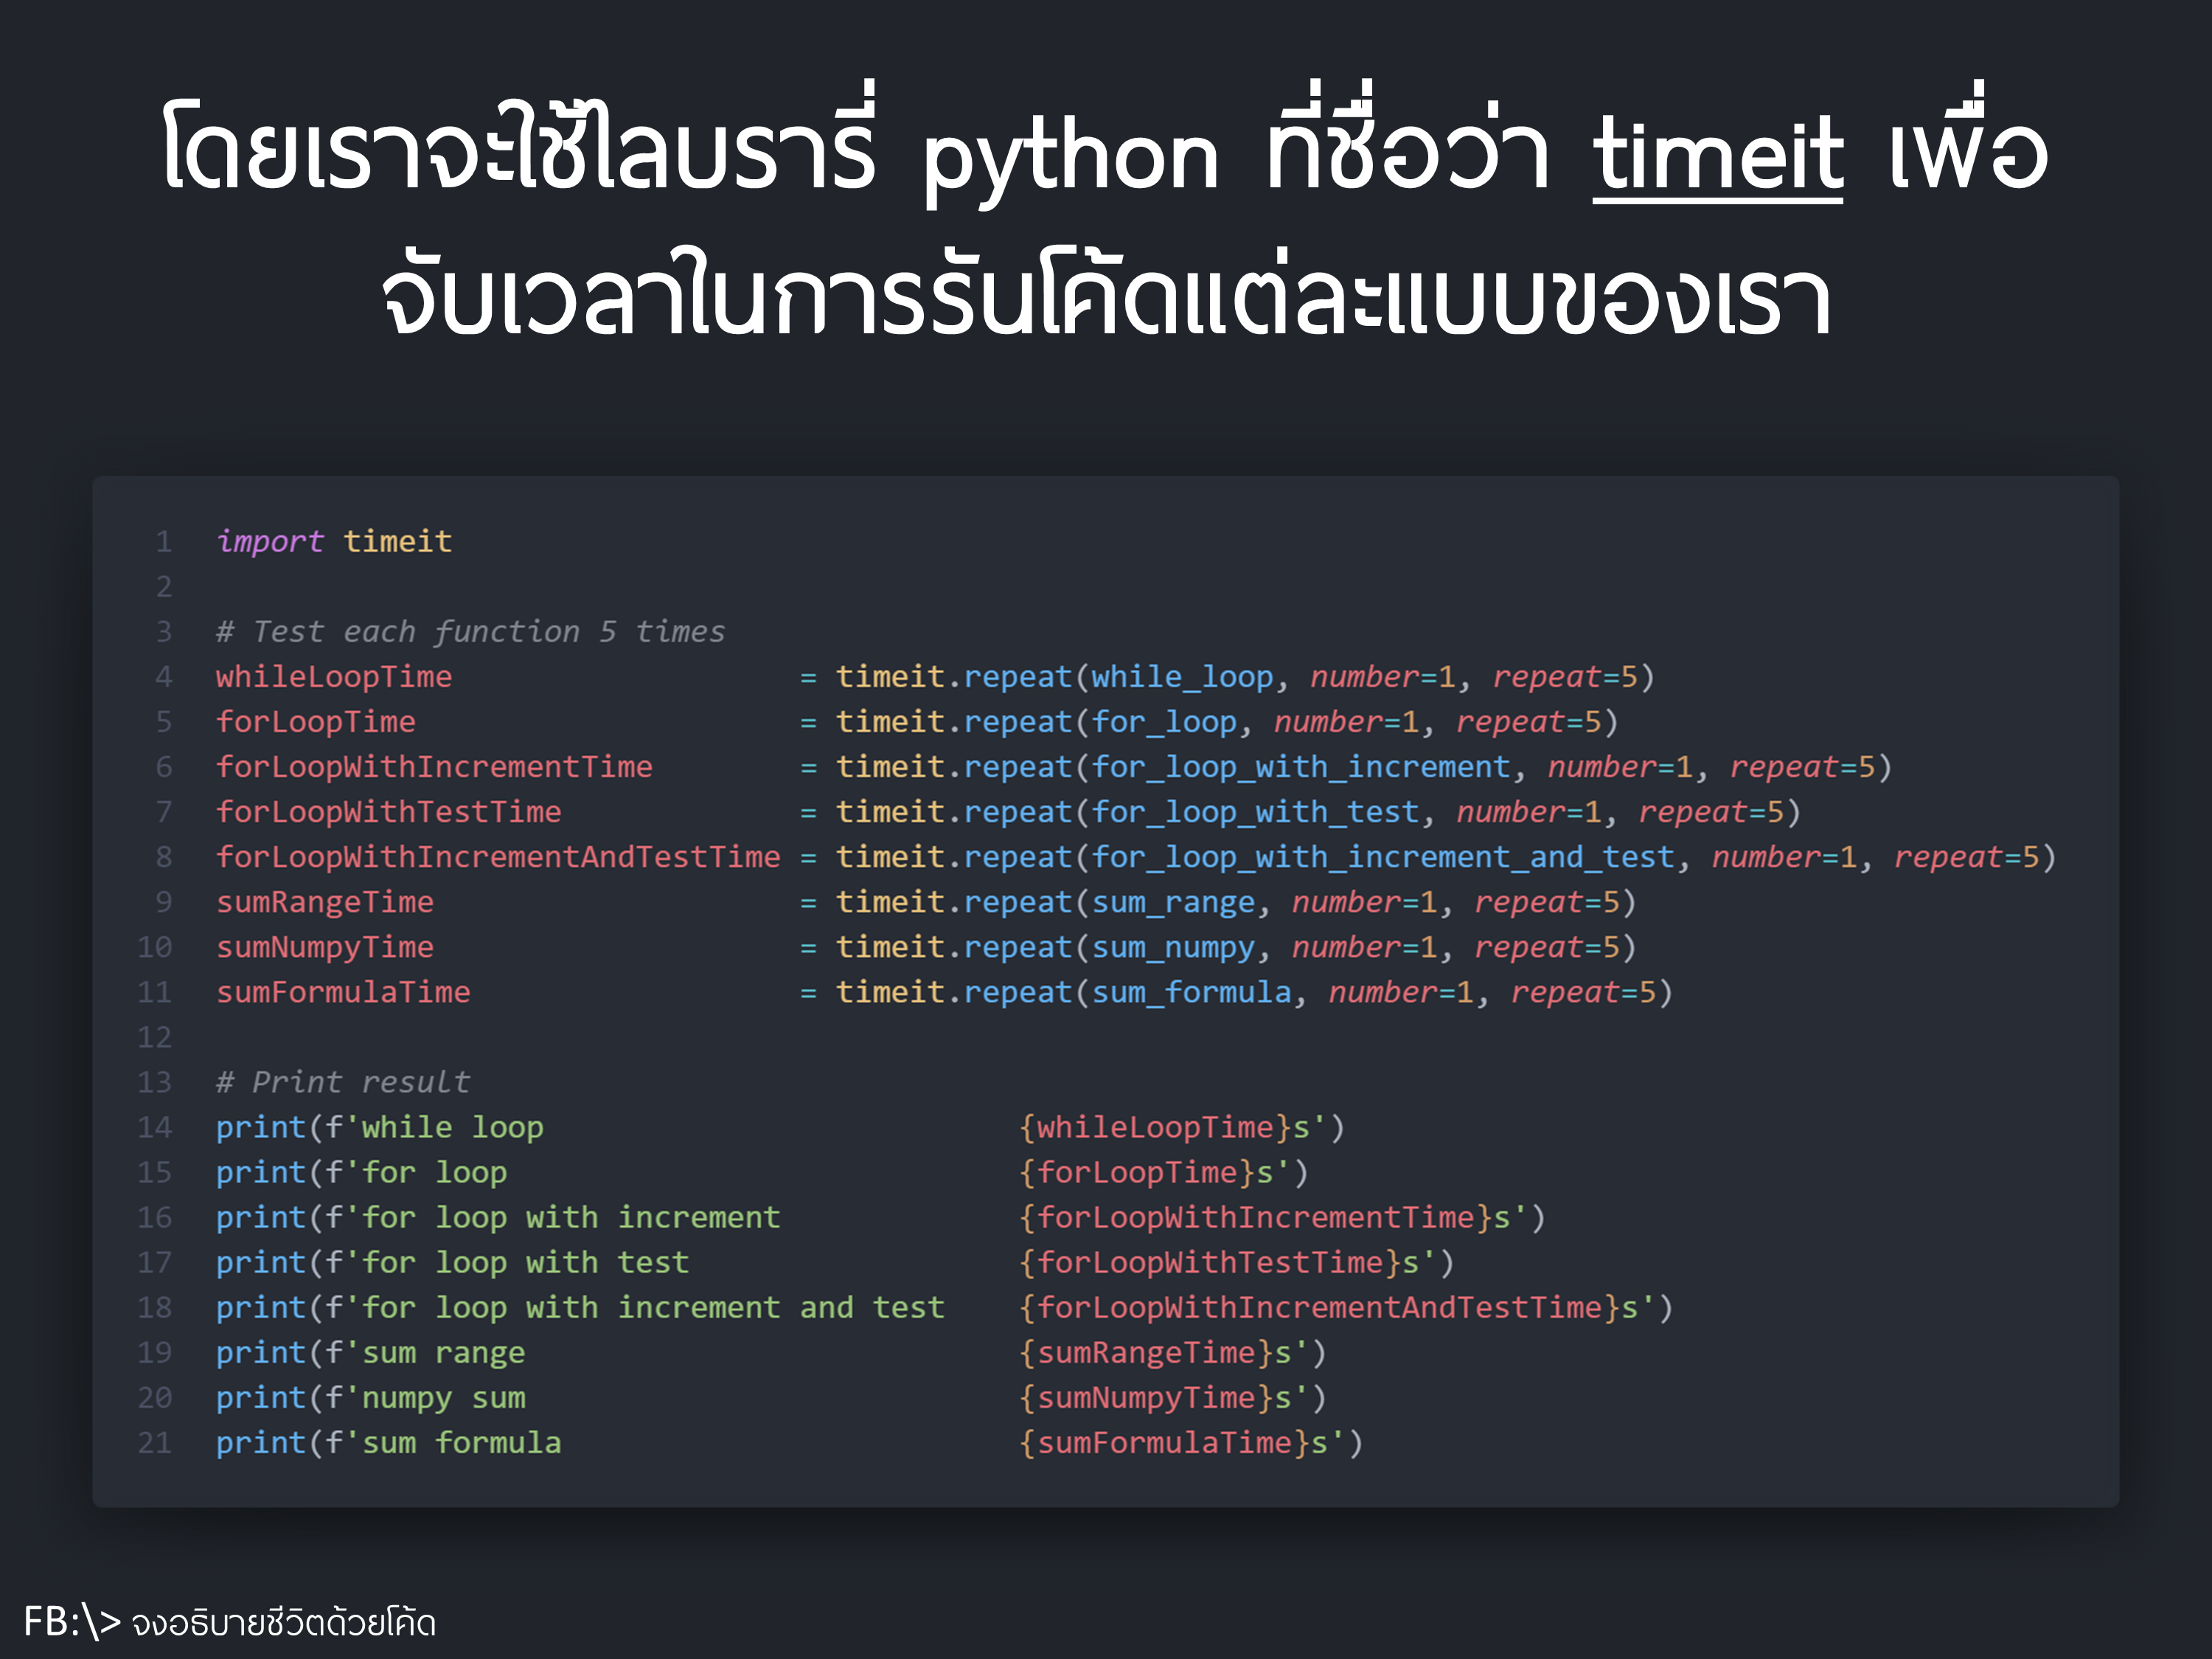 โดยเราจะใช้ไลบรารี่ python ที่ชื่อว่า timeit เพื่อ
จับเวลาในการรันโค้ดแต่ละแบบของเรา
1 import timeit
2
3 # Test each function 5 times
4 whileLoopTime = timeit.repeat(while_loop, number=1, repeat=5)
5 forLoopTime = timeit.repeat(for_loop, number=1, repeat=5)
6 forLoopWithIncrementTime = timeit.repeat(for_loop_with_increment, number=1, repeat=5)
7 forLoopWithTestTime = timeit.repeat(for_loop_with_test, number=1, repeat=5)
8 forLoopWithIncrementAndTestTime = timeit.repeat(for_loop_with_increment_and_test, number=1, repeat=5)
9 sumRangeTime = timeit.repeat(sum_range, number=1, repeat=5)
10 sumNumpyTime = timeit.repeat(sum_numpy, number=1, repeat=5)
11 sumFormulaTime = timeit.repeat(sum_formula, number=1, repeat=5)
12
13 # Print result
14 print(f'while loop {whileLoopTime}s')
15 print(f'for loop {forLoopTime}s')
16 print(f'for loop with increment {forLoopWithIncrementTime}s')
17 print(f'for loop with test {forLoopWithTestTime}s')
18 print(f'for loop with increment and test {forLoopWithIncrementAndTestTime}s')
19 print(f'sum range {sumRangeTime}s')
20 print(f'numpy sum {sumNumpyTime}s')
21 print(f'sum formula {sumFormulaTime}s')
FB:\> จงอธิบายชีวิตด้วยโค้ด